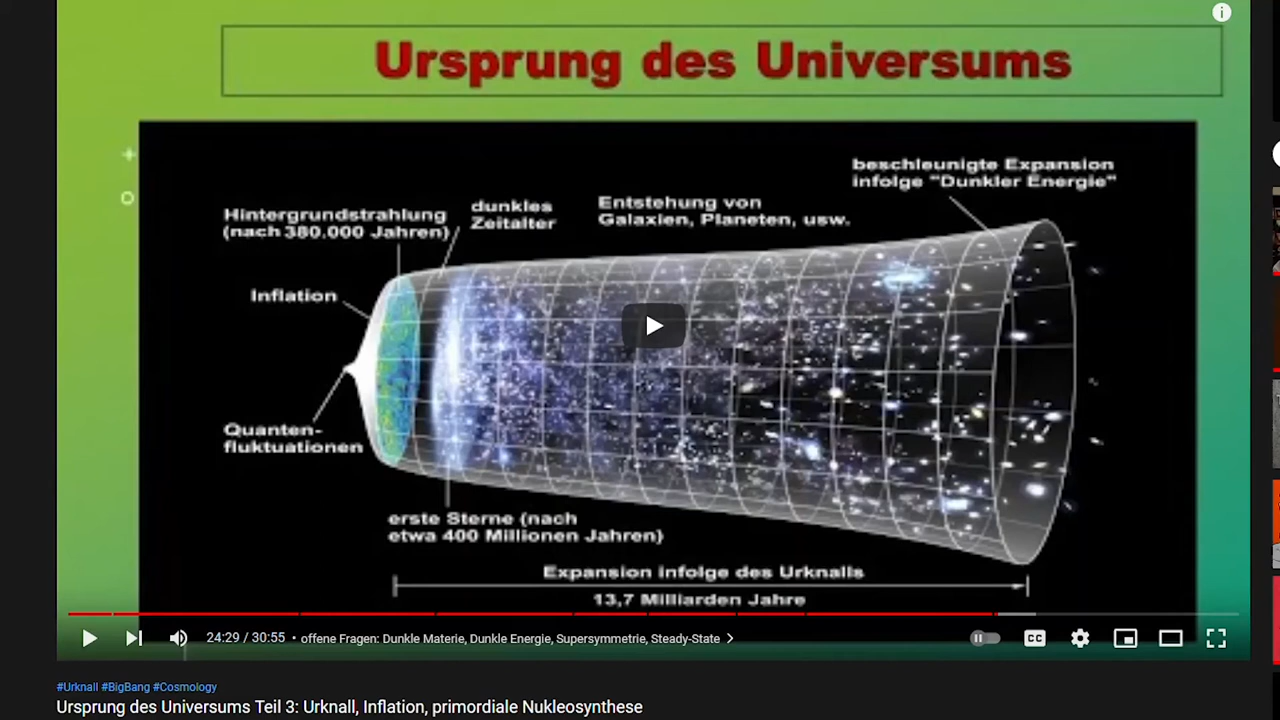 Ursprung des Universums
beschleunigte Expansion
infolge "Dunkler Energie"
Entstehung von
Galaxien, Planeten, usw.
dunkles
Zeitalter
Hintergrundstrahlung
(nach 380.000 Jahren)
Inflation
Quanten-
fluktuationen
erste Sterne (nach
etwa 400 Millionen Jahren)
Expansion infolge des Urknalls
13,7 Milliarden Jahre
24:29 / 30:55 • offene Fragen: Dunkle Materie, Dunkle Energie, Supersymmetrie, Steady-State
CC
#Urknall #BigBang #Cosmology
Ursprung des Universums Teil 3: Urknall, Inflation, primordiale Nukleosynthese